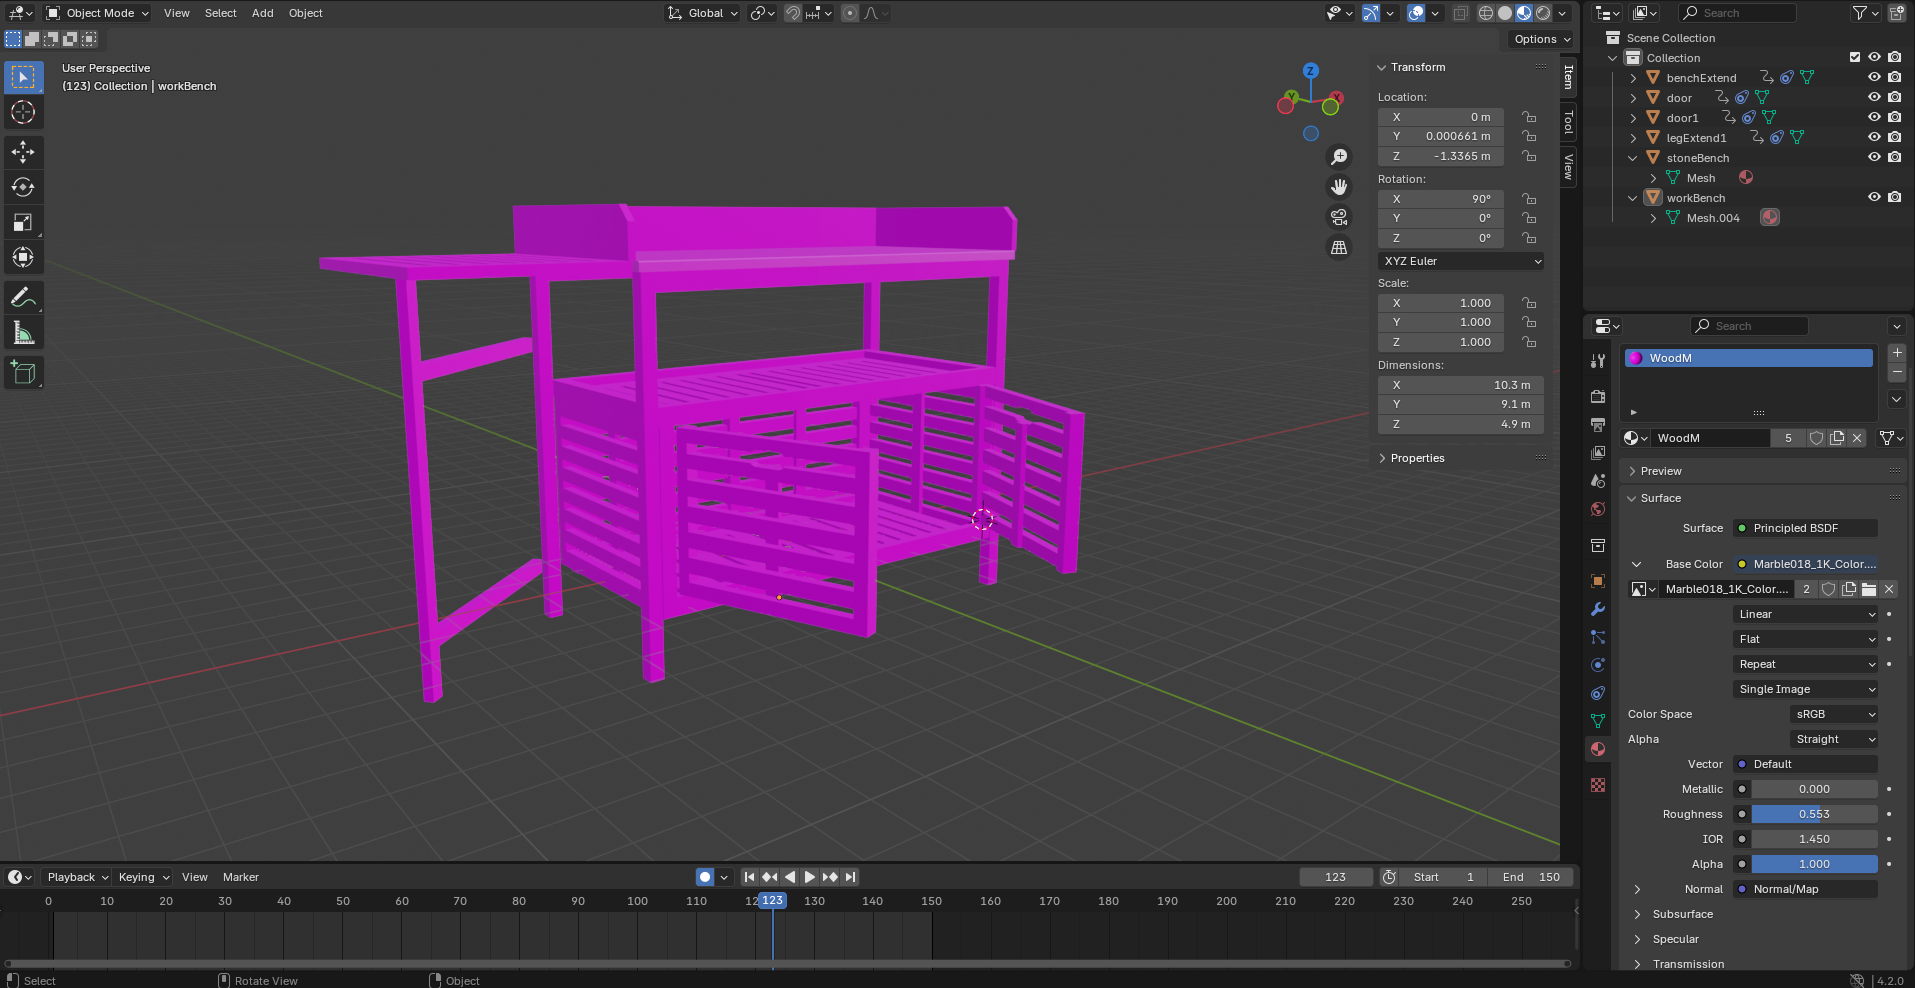 Object Mode View Select Add Object Global
Options
User Perspective
(123) Collection | workBench
Z
Y
X
Transform
Location:
X 0 m
Y 0.000661 m
Z -1.3365 m
Rotation:
X 90°
Y 0°
Z 0°
XYZ Euler
Scale:
X 1.000
Y 1.000
Z 1.000
Dimensions:
X 10.3 m
Y 9.1 m
Z 4.9 m
Properties
Item
Tool
View
Search
Scene Collection
Collection
benchExtend
door
door1
legExtend1
stoneBench
Mesh
workBench
Mesh.004
Search
WoodM
WoodM 5
Preview
Surface
Surface Principled BSDF
Base Color Marble018_1K_Color....
Marble018_1K_Color.... 2
Linear
Flat
Repeat
Single Image
Color Space sRGB
Alpha Straight
Vector Default
Metallic 0.000
Roughness 0.553
IOR 1.450
Alpha 1.000
Normal Normal/Map
Subsurface
Specular
Transmission
Playback Keying View Marker 123 Start 1 End 150
0 10 20 30 40 50 60 70 80 90 100 110 12 123 130 140 150 160 170 180 190 200 210 220 230 240 250
Select Rotate View Object 4.2.0